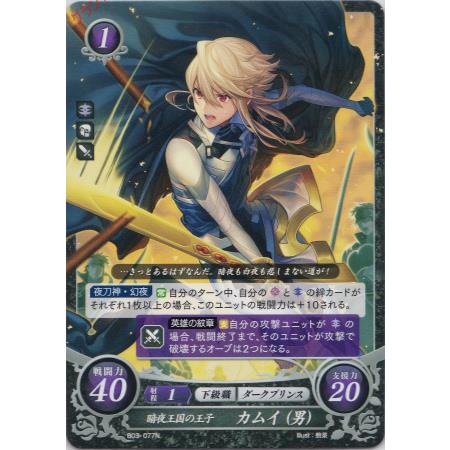 1
…きっとあるはずなんだ。暗夜も白夜も悲しまない道が！
夜刀神・幻夜 自分のターン中、自分の と の絆カードが
それぞれ1枚以上の場合、このユニットの戦闘力は＋10される。
英雄の紋章 自分の攻撃ユニットが
の場合、戦闘終了まで、そのユニットが攻撃で
破壊するオーブは2つになる。
戦闘力 40
射程 1
下級職 ダークプリンス
支援力 20
暗夜王国の王子 カムイ（男）
B03-077N